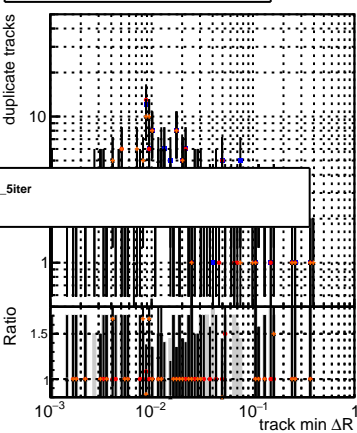 duplicate tracks
10
_5iter
1
Ratio
1.5
1
10⁻³ 10⁻² 10⁻¹ 1
track min ΔR